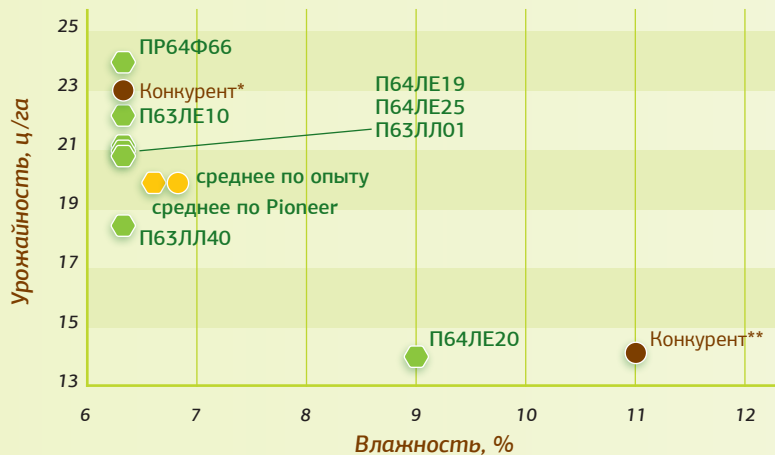 25
23
21
19
17
15
13
Урожайность, ц/га
ПР64Ф66
Конкурент*
П63ЛЕ10
П64ЛЕ19
П64ЛЕ25
П63ЛЛ01
среднее по опыту
среднее по Pioneer
П63ЛЛ40
П64ЛЕ20
Конкурент**
6 7 8 9 10 11 12
Влажность, %